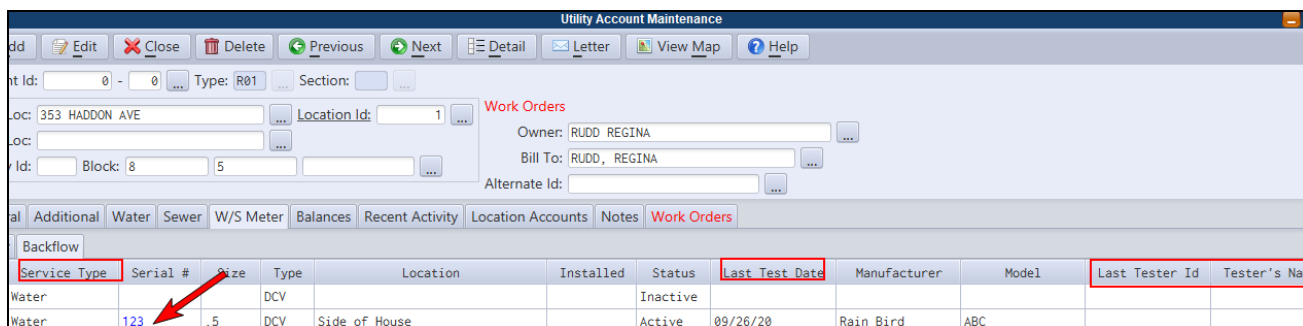 Utility Account Maintenance
dd Edit Close Delete Previous Next Detail Letter View Map Help
nt Id: 0 - 0 ... Type: R01 ... Section: ...
Loc: 353 HADDON AVE ... Location Id: 1 ... Work Orders
Owner: RUDD REGINA ...
Loc: ...
Bill To: RUDD, REGINA ...
Id: Block: 8 5 ...
Alternate Id: ...
al Additional Water Sewer W/S Meter Balances Recent Activity Location Accounts Notes Work Orders
Backflow
Service Type Serial # Size Type Location Installed Status Last Test Date Manufacturer Model Last Tester Id Tester's Na
Water DCV Inactive
Water 123 .5 DCV Side of House Active 09/26/20 Rain Bird ABC